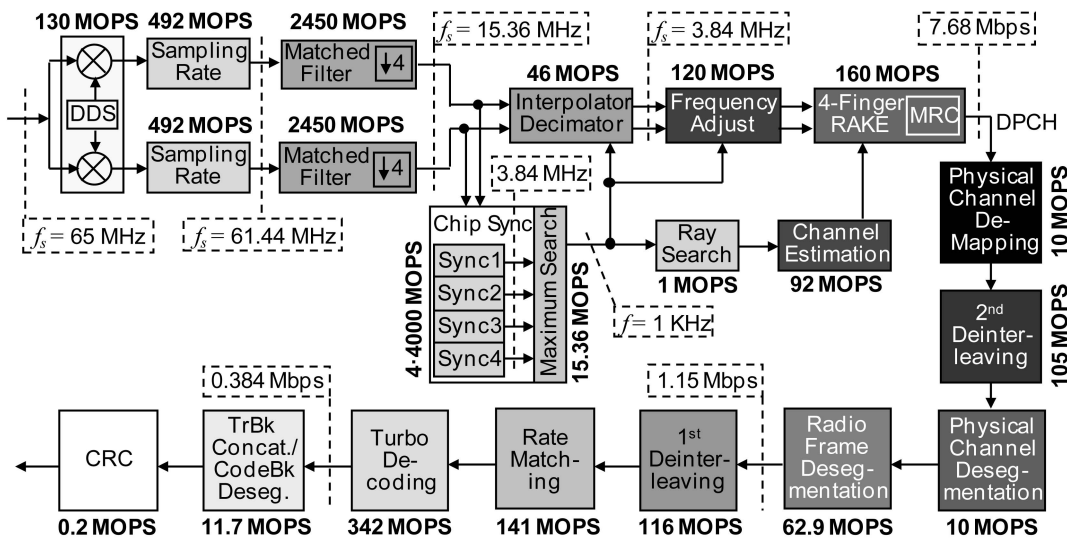 130 MOPS
492 MOPS
2450 MOPS
fs = 15.36 MHz
fs = 3.84 MHz
7.68 Mbps
Sampling
Rate
Matched
Filter
↓4
46 MOPS
120 MOPS
160 MOPS
DDS
Interpolator
Decimator
Frequency
Adjust
4-Finger
RAKE
MRC
DPCH
492 MOPS
2450 MOPS
Sampling
Rate
Matched
Filter
↓4
3.84 MHz
Physical
Channel De-
Mapping
10 MOPS
fs = 65 MHz
fs = 61.44 MHz
Chip Sync
Sync1
Sync2
Sync3
Sync4
4·4000 MOPS
Maximum Search
15.36 MOPS
Ray
Search
1 MOPS
Channel
Estimation
92 MOPS
f= 1 KHz
2nd
Deinter-
leaving
105 MOPS
0.384 Mbps
1.15 Mbps
CRC
0.2 MOPS
TrBk
Concat./
CodeBk
Deseg.
11.7 MOPS
Turbo
De-
coding
342 MOPS
Rate
Match-
ing
141 MOPS
1st
Deinter-
leaving
116 MOPS
Radio
Frame
Deseg-
mentation
62.9 MOPS
Physical
Channel
Deseg-
mentation
10 MOPS